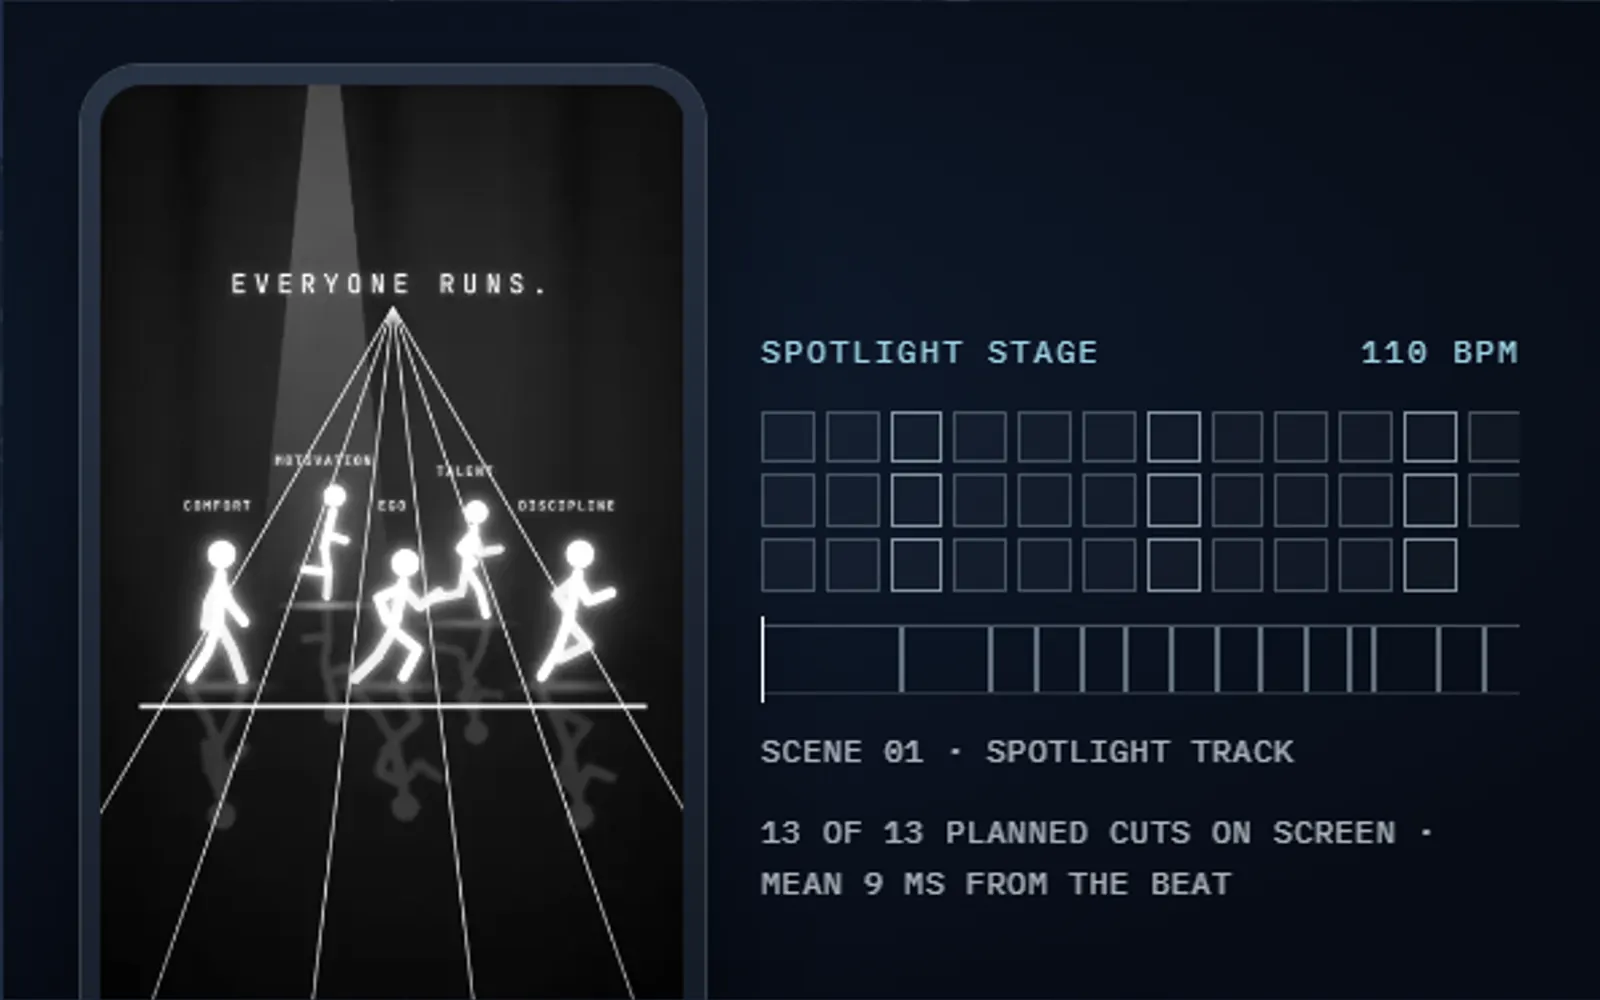 EVERYONE RUNS.
MOTIVATION
TALENT
COMFORT
EGO
DISCIPLINE
SPOTLIGHT STAGE
110 BPM
SCENE 01 · SPOTLIGHT TRACK
13 OF 13 PLANNED CUTS ON SCREEN ·
MEAN 9 MS FROM THE BEAT